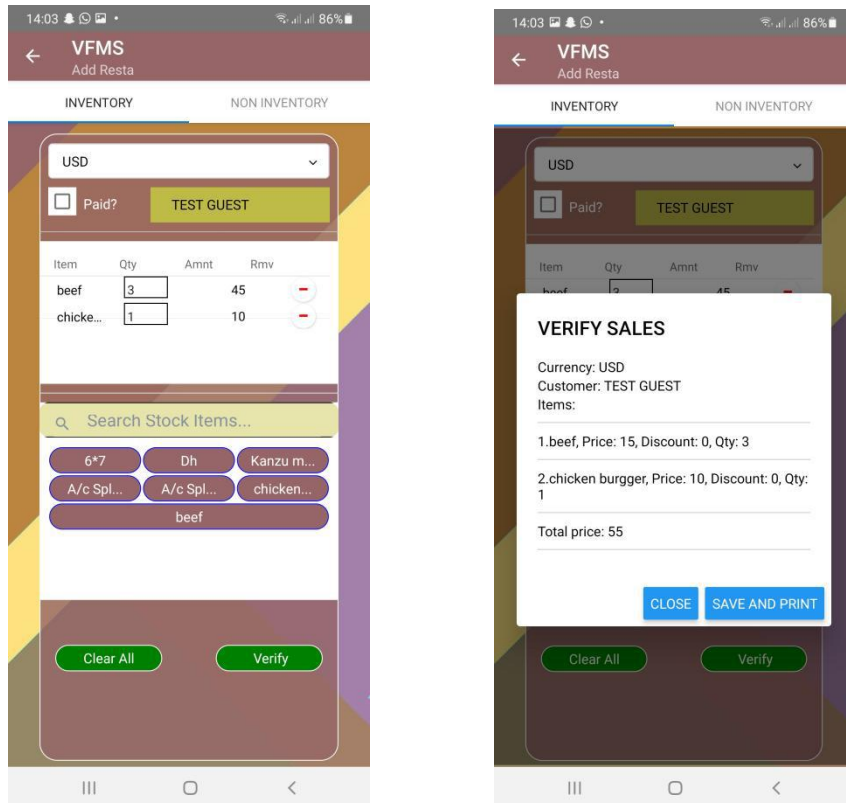 14:03
86%
VFMS
Add Resta
INVENTORY NON INVENTORY
USD
Paid? TEST GUEST
Item Qty Amnt Rmv
beef 3 45
chicke... 1 10
Search Stock Items...
6*7 Dh Kanzu m...
A/c Spl... A/c Spl... chicken...
beef
Clear All Verify
14:03
86%
VFMS
Add Resta
INVENTORY NON INVENTORY
USD
Paid? TEST GUEST
Item Qty Amnt Rmv
beef 3 45
VERIFY SALES
Currency: USD
Customer: TEST GUEST
Items:
1.beef, Price: 15, Discount: 0, Qty: 3
2.chicken burgger, Price: 10, Discount: 0, Qty:
1
Total price: 55
CLOSE SAVE AND PRINT
Clear All Verify